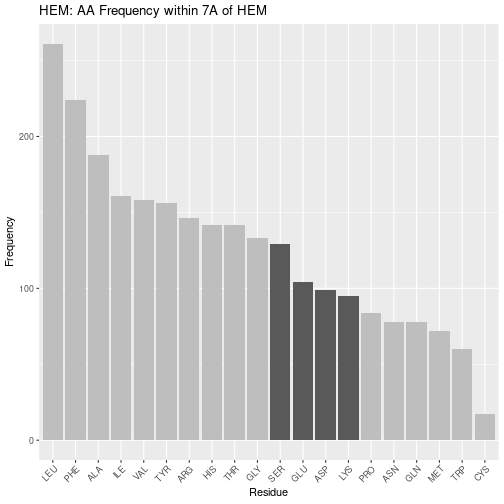 HEM: AA Frequency within 7A of HEM
Frequency
200
100
0
LEU PHE ALA ILE VAL TYR ARG HIS THR GLY SER GLU ASP LYS PRO ASN GLN MET TRP CYS
Residue